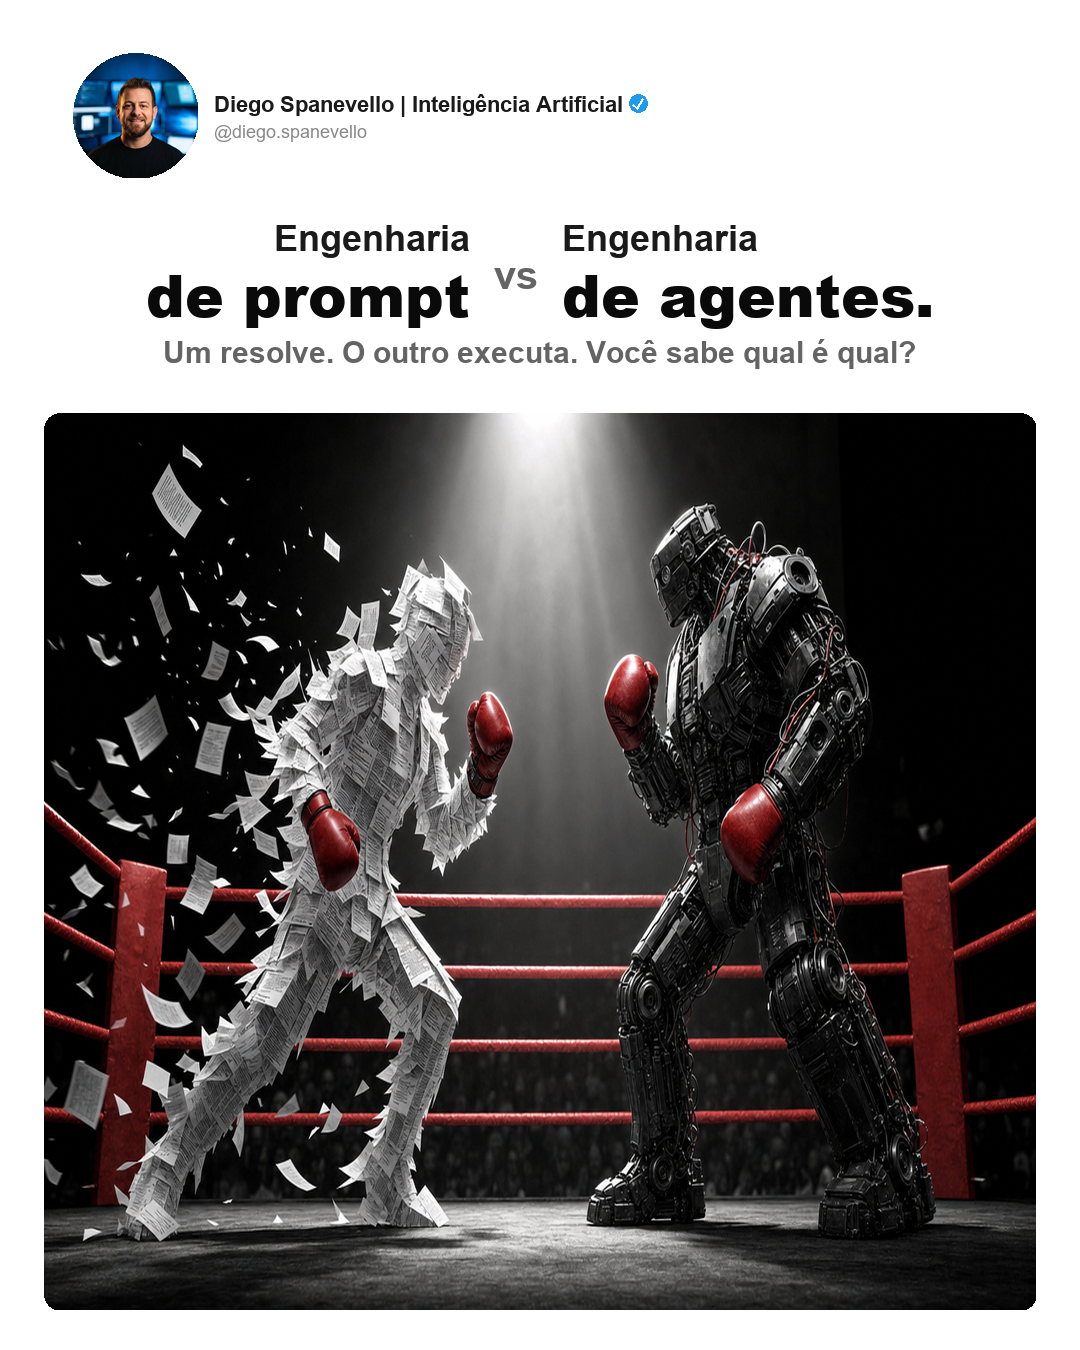 Diego Spanevello | Inteligência Artificial
@diego.spanevello
Engenharia
de prompt
vs
Engenharia
de agentes.
Um resolve. O outro executa. Você sabe qual é qual?